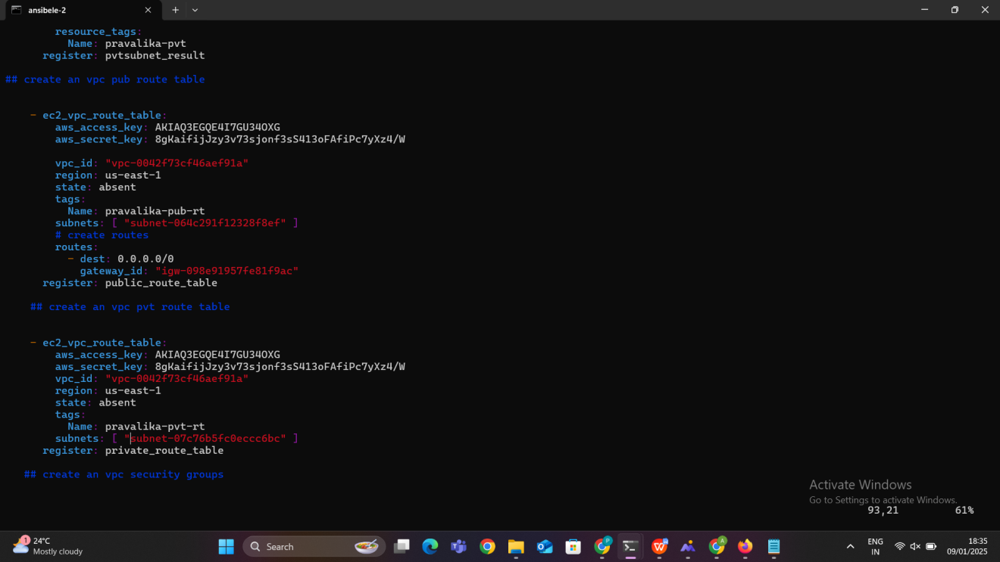 ansibele-2
resource_tags:
Name: pravalika-pvt
register: pvtsubnet_result
## create an vpc pub route table
- ec2_vpc_route_table:
aws_access_key: AKIAQ3EGQE4I7GU34OXG
aws_secret_key: 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
vpc_id: "vpc-0042f73cf46aef91a"
region: us-east-1
state: absent
tags:
Name: pravalika-pub-rt
subnets: [ "subnet-064c291f12328f8ef" ]
# create routes
routes:
- dest: 0.0.0.0/0
gateway_id: "igw-098e91957fe81f9ac"
register: public_route_table
## create an vpc pvt route table
- ec2_vpc_route_table:
aws_access_key: AKIAQ3EGQE4I7GU34OXG
aws_secret_key: 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
vpc_id: "vpc-0042f73cf46aef91a"
region: us-east-1
state: absent
tags:
Name: pravalika-pvt-rt
subnets: [ "subnet-07c76b5fc0eccc6bc" ]
register: private_route_table
## create an vpc security groups
Activate Windows
Go to Settings to activate Windows.
93,21 61%
1
24°C
Mostly cloudy
Search
P
A
ENG
IN
18:35
09/01/2025